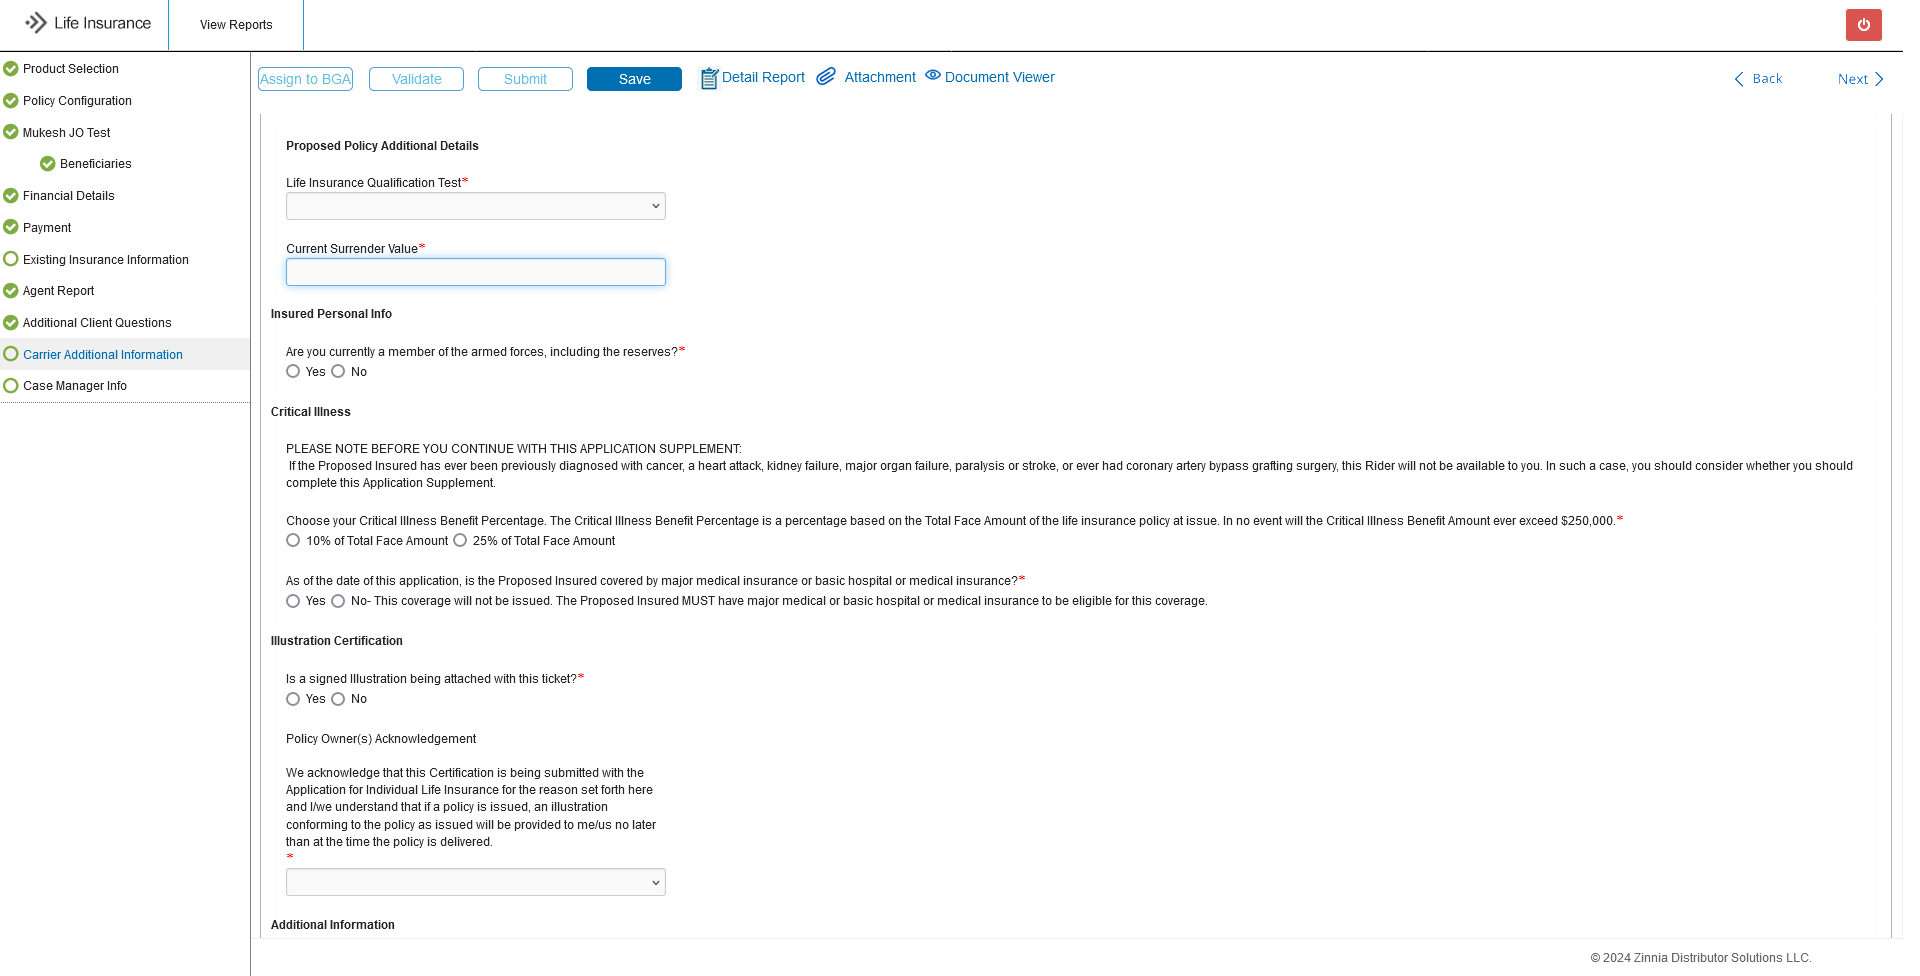 Life Insurance
View Reports
Product Selection
Policy Configuration
Mukesh JO Test
Beneficiaries
Financial Details
Payment
Existing Insurance Information
Agent Report
Additional Client Questions
Carrier Additional Information
Case Manager Info
Assign to BGA Validate Submit Save Detail Report Attachment Document Viewer Back Next
Proposed Policy Additional Details
Life Insurance Qualification Test*
Current Surrender Value*
Insured Personal Info
Are you currently a member of the armed forces, including the reserves?*
Yes No
Critical Illness
PLEASE NOTE BEFORE YOU CONTINUE WITH THIS APPLICATION SUPPLEMENT:
If the Proposed Insured has ever been previously diagnosed with cancer, a heart attack, kidney failure, major organ failure, paralysis or stroke, or ever had coronary artery bypass grafting surgery, this Rider will not be available to you. In such a case, you should consider whether you should
complete this Application Supplement.
Choose your Critical Illness Benefit Percentage. The Critical Illness Benefit Percentage is a percentage based on the Total Face Amount of the life insurance policy at issue. In no event will the Critical Illness Benefit Amount ever exceed $250,000.*
10% of Total Face Amount 25% of Total Face Amount
As of the date of this application, is the Proposed Insured covered by major medical insurance or basic hospital or medical insurance?*
Yes No- This coverage will not be issued. The Proposed Insured MUST have major medical or basic hospital or medical insurance to be eligible for this coverage.
Illustration Certification
Is a signed Illustration being attached with this ticket?*
Yes No
Policy Owner(s) Acknowledgement
We acknowledge that this Certification is being submitted with the
Application for Individual Life Insurance for the reason set forth here
and I/we understand that if a policy is issued, an illustration
conforming to the policy as issued will be provided to me/us no later
than at the time the policy is delivered.
*
Additional Information
© 2024 Zinnia Distributor Solutions LLC.